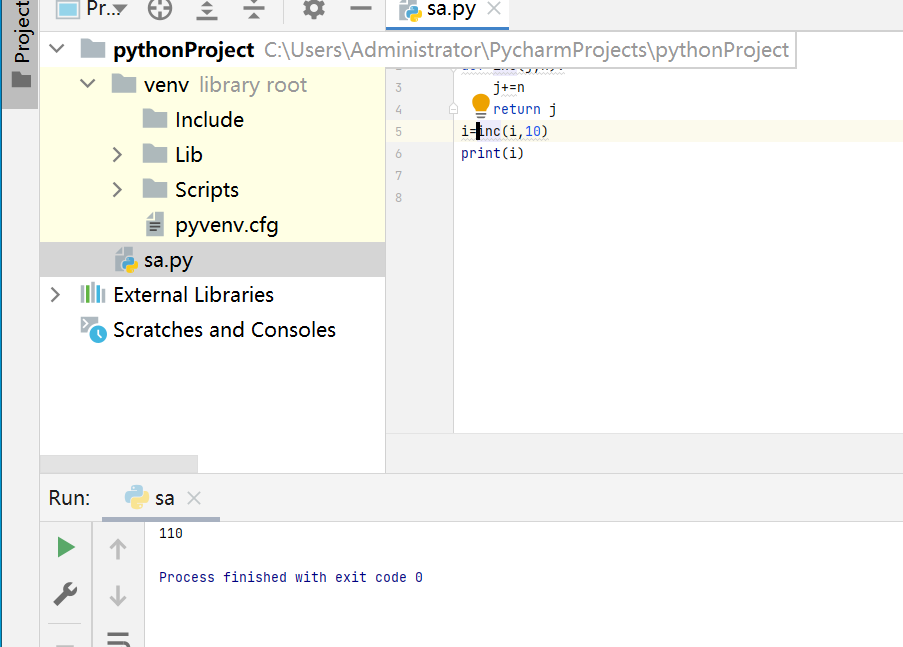 Project
Pr...
sa.py
pythonProject C:\Users\Administrator\PycharmProjects\pythonProject
venv library root
Include
Lib
Scripts
pyvenv.cfg
sa.py
External Libraries
Scratches and Consoles
3 j+=n
4 return j
5 i=inc(i,10)
6 print(i)
7
8
Run: sa
110
Process finished with exit code 0